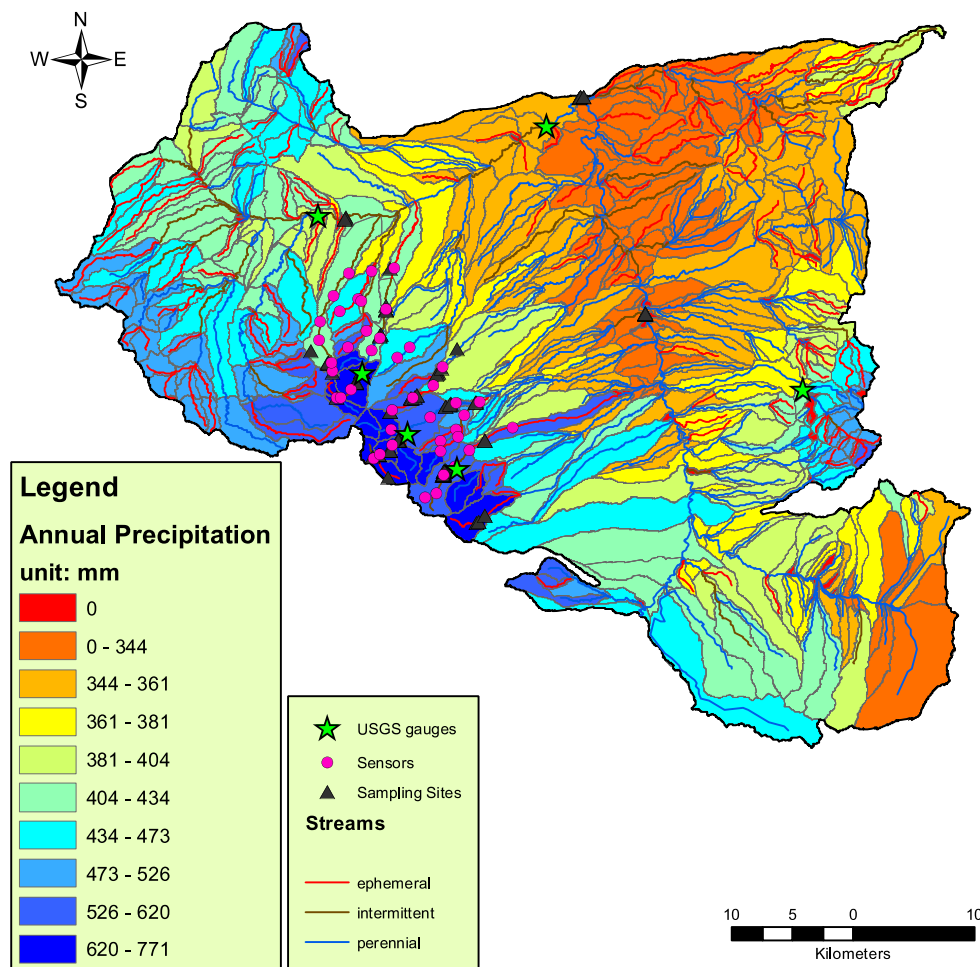 N
W E
S
Legend
Annual Precipitation
unit: mm
0
0 - 344
344 - 361
361 - 381
381 - 404
404 - 434
434 - 473
473 - 526
526 - 620
620 - 771
USGS gauges
Sensors
Sampling Sites
Streams
ephemeral
intermittent
perennial
10 5 0 10
Kilometers